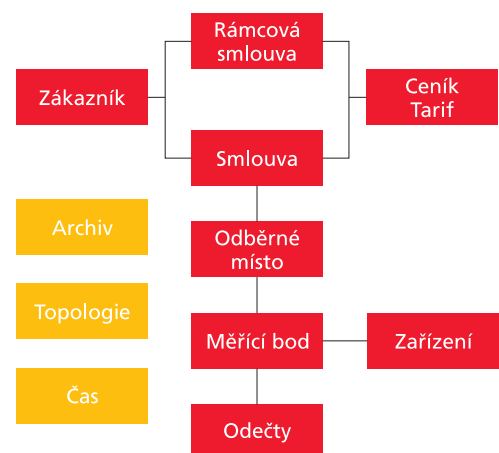 Rámcová
smlouva
Zákazník
Ceník
Tarif
Smlouva
Archiv
Odběrné
místo
Topologie
Měřící bod
Zařízení
Čas
Odečty